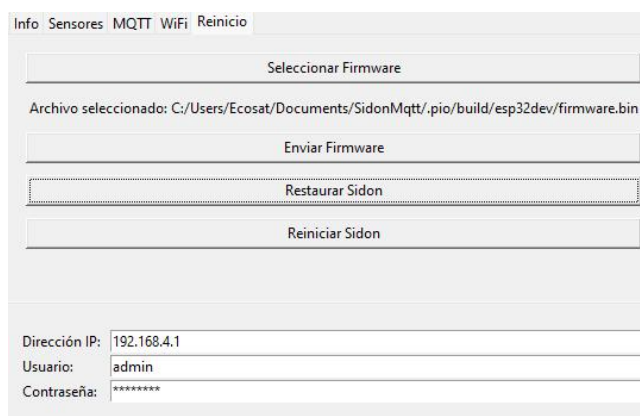 Info Sensores MQTT WiFi Reinicio
Seleccionar Firmware
Archivo seleccionado: C:/Users/Ecosat/Documents/SidonMqtt/.pio/build/esp32dev/firmware.bin
Enviar Firmware
Restaurar Sidon
Reiniciar Sidon
Dirección IP: 192.168.4.1
Usuario: admin
Contraseña: ********